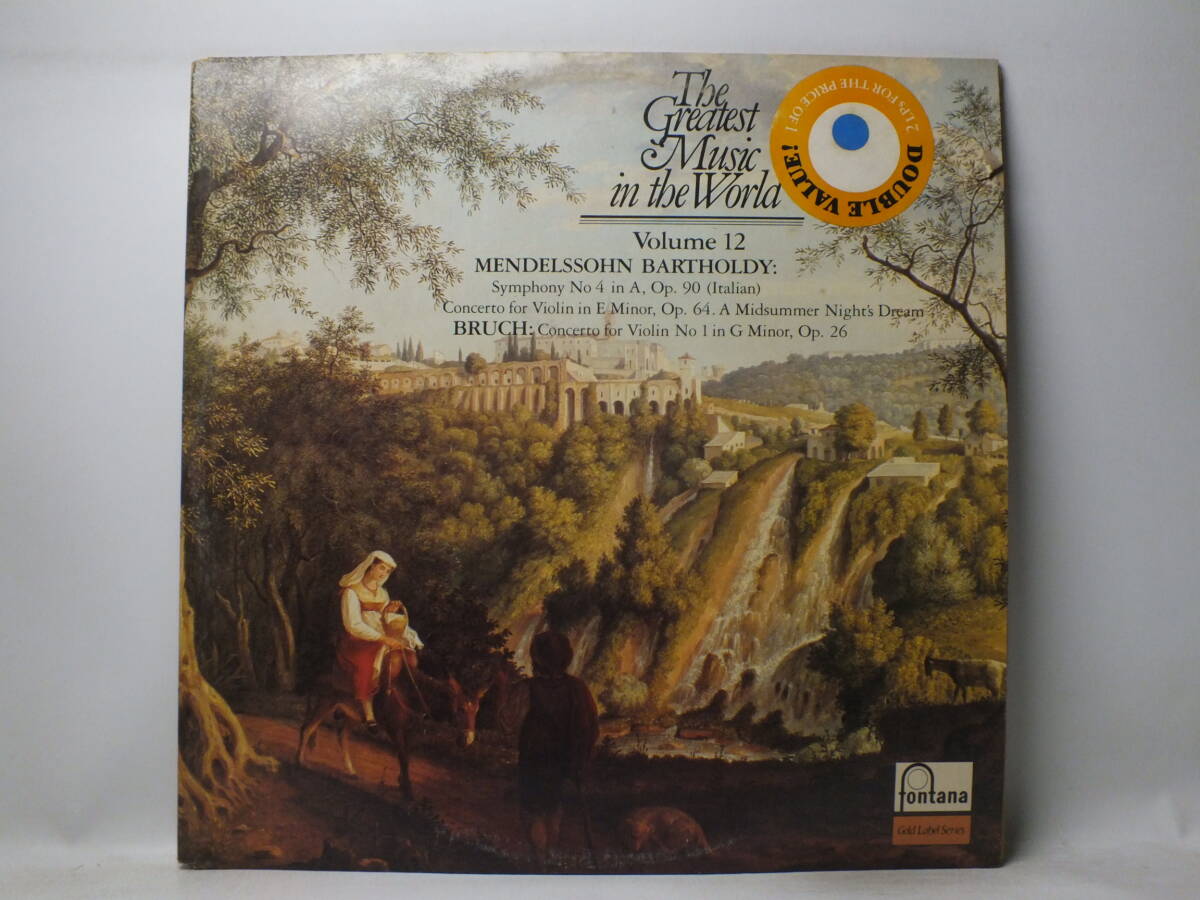 The
Greatest
Music
in the World
DOUBLE VALUE!
2 LPs FOR THE PRICE OF 1
Volume 12
MENDELSSOHN BARTHOLDY:
Symphony No 4 in A, Op. 90 (Italian)
Concerto for Violin in E Minor, Op. 64. A Midsummer Night's Dream
BRUCH: Concerto for Violin No 1 in G Minor, Op. 26
fontana
Gold Label Series